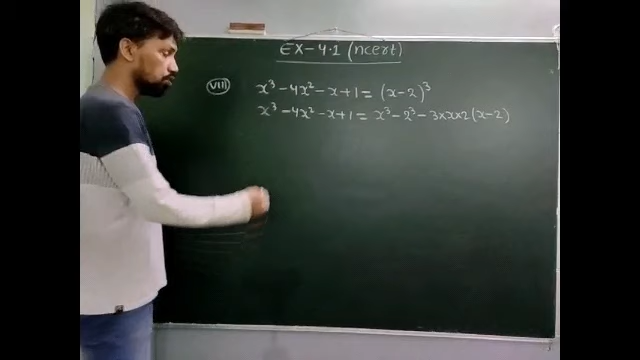 EX-4.1 (ncert)
(viii) x³ - 4x² - x + 1 = (x-2)³
x³ - 4x² - x + 1 = x³ - 2³ - 3×x×2(x-2)